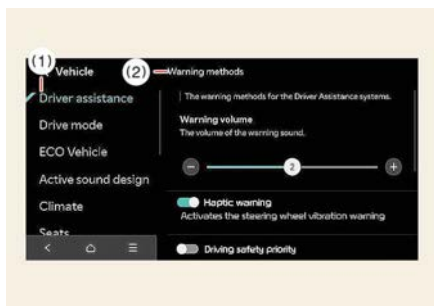 (1)
Vehicle
(2)
Warning methods
Driver assistance
The warning methods for the Driver Assistance systems.
Drive mode
Warning volume
The volume of the warning sound.
ECO Vehicle
2
Active sound design
Climate
Haptic warning
Activates the steering wheel vibration warning
Seats
Driving safety priority